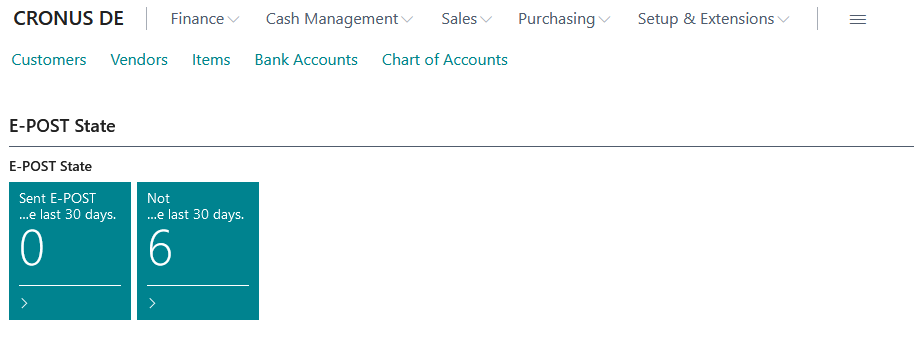 CRONUS DE Finance Cash Management Sales Purchasing Setup & Extensions
Customers Vendors Items Bank Accounts Chart of Accounts
E-POST State
E-POST State
Sent E-POST
...e last 30 days.
0
Not
...e last 30 days.
6